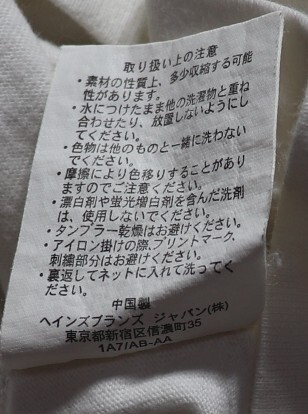 取り扱い上の注意
・素材の性質上、多少収縮する可能
性があります。
・水につけたまま他の洗濯物と重ね
合わせたり、放置しないようにし
てください。
・色物は他のものと一緒に洗わない
でください。
・摩擦により色移りすることがあり
ますのでご注意ください。
・漂白剤や蛍光増白剤を含んだ洗剤
は、使用しないでください。
・タンブラー乾燥はお避けください。
・アイロン掛けの際、プリントマーク、
刺繍部分はお避けください。
・裏返してネットに入れて洗ってく
ださい。
中国製
ヘインズブランズ ジャパン(株)
東京都新宿区信濃町35
1A7/AB-AA